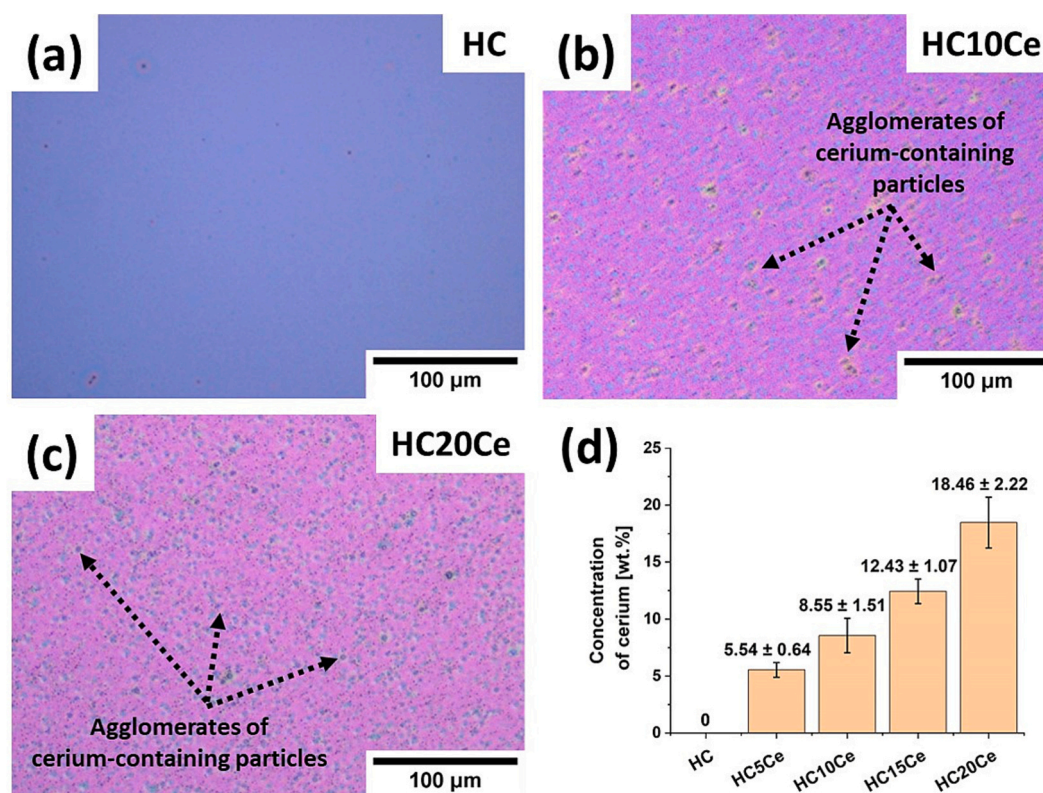 (a)
HC
100 µm
(b)
HC10Ce
Agglomerates of
cerium-containing
particles
100 µm
(c)
HC20Ce
Agglomerates of
cerium-containing particles
100 µm
(d)
Concentration
of cerium [wt.%]
25
20
15
10
5
0
0
5.54 ± 0.64
8.55 ± 1.51
12.43 ± 1.07
18.46 ± 2.22
HC
HC5Ce
HC10Ce
HC15Ce
HC20Ce